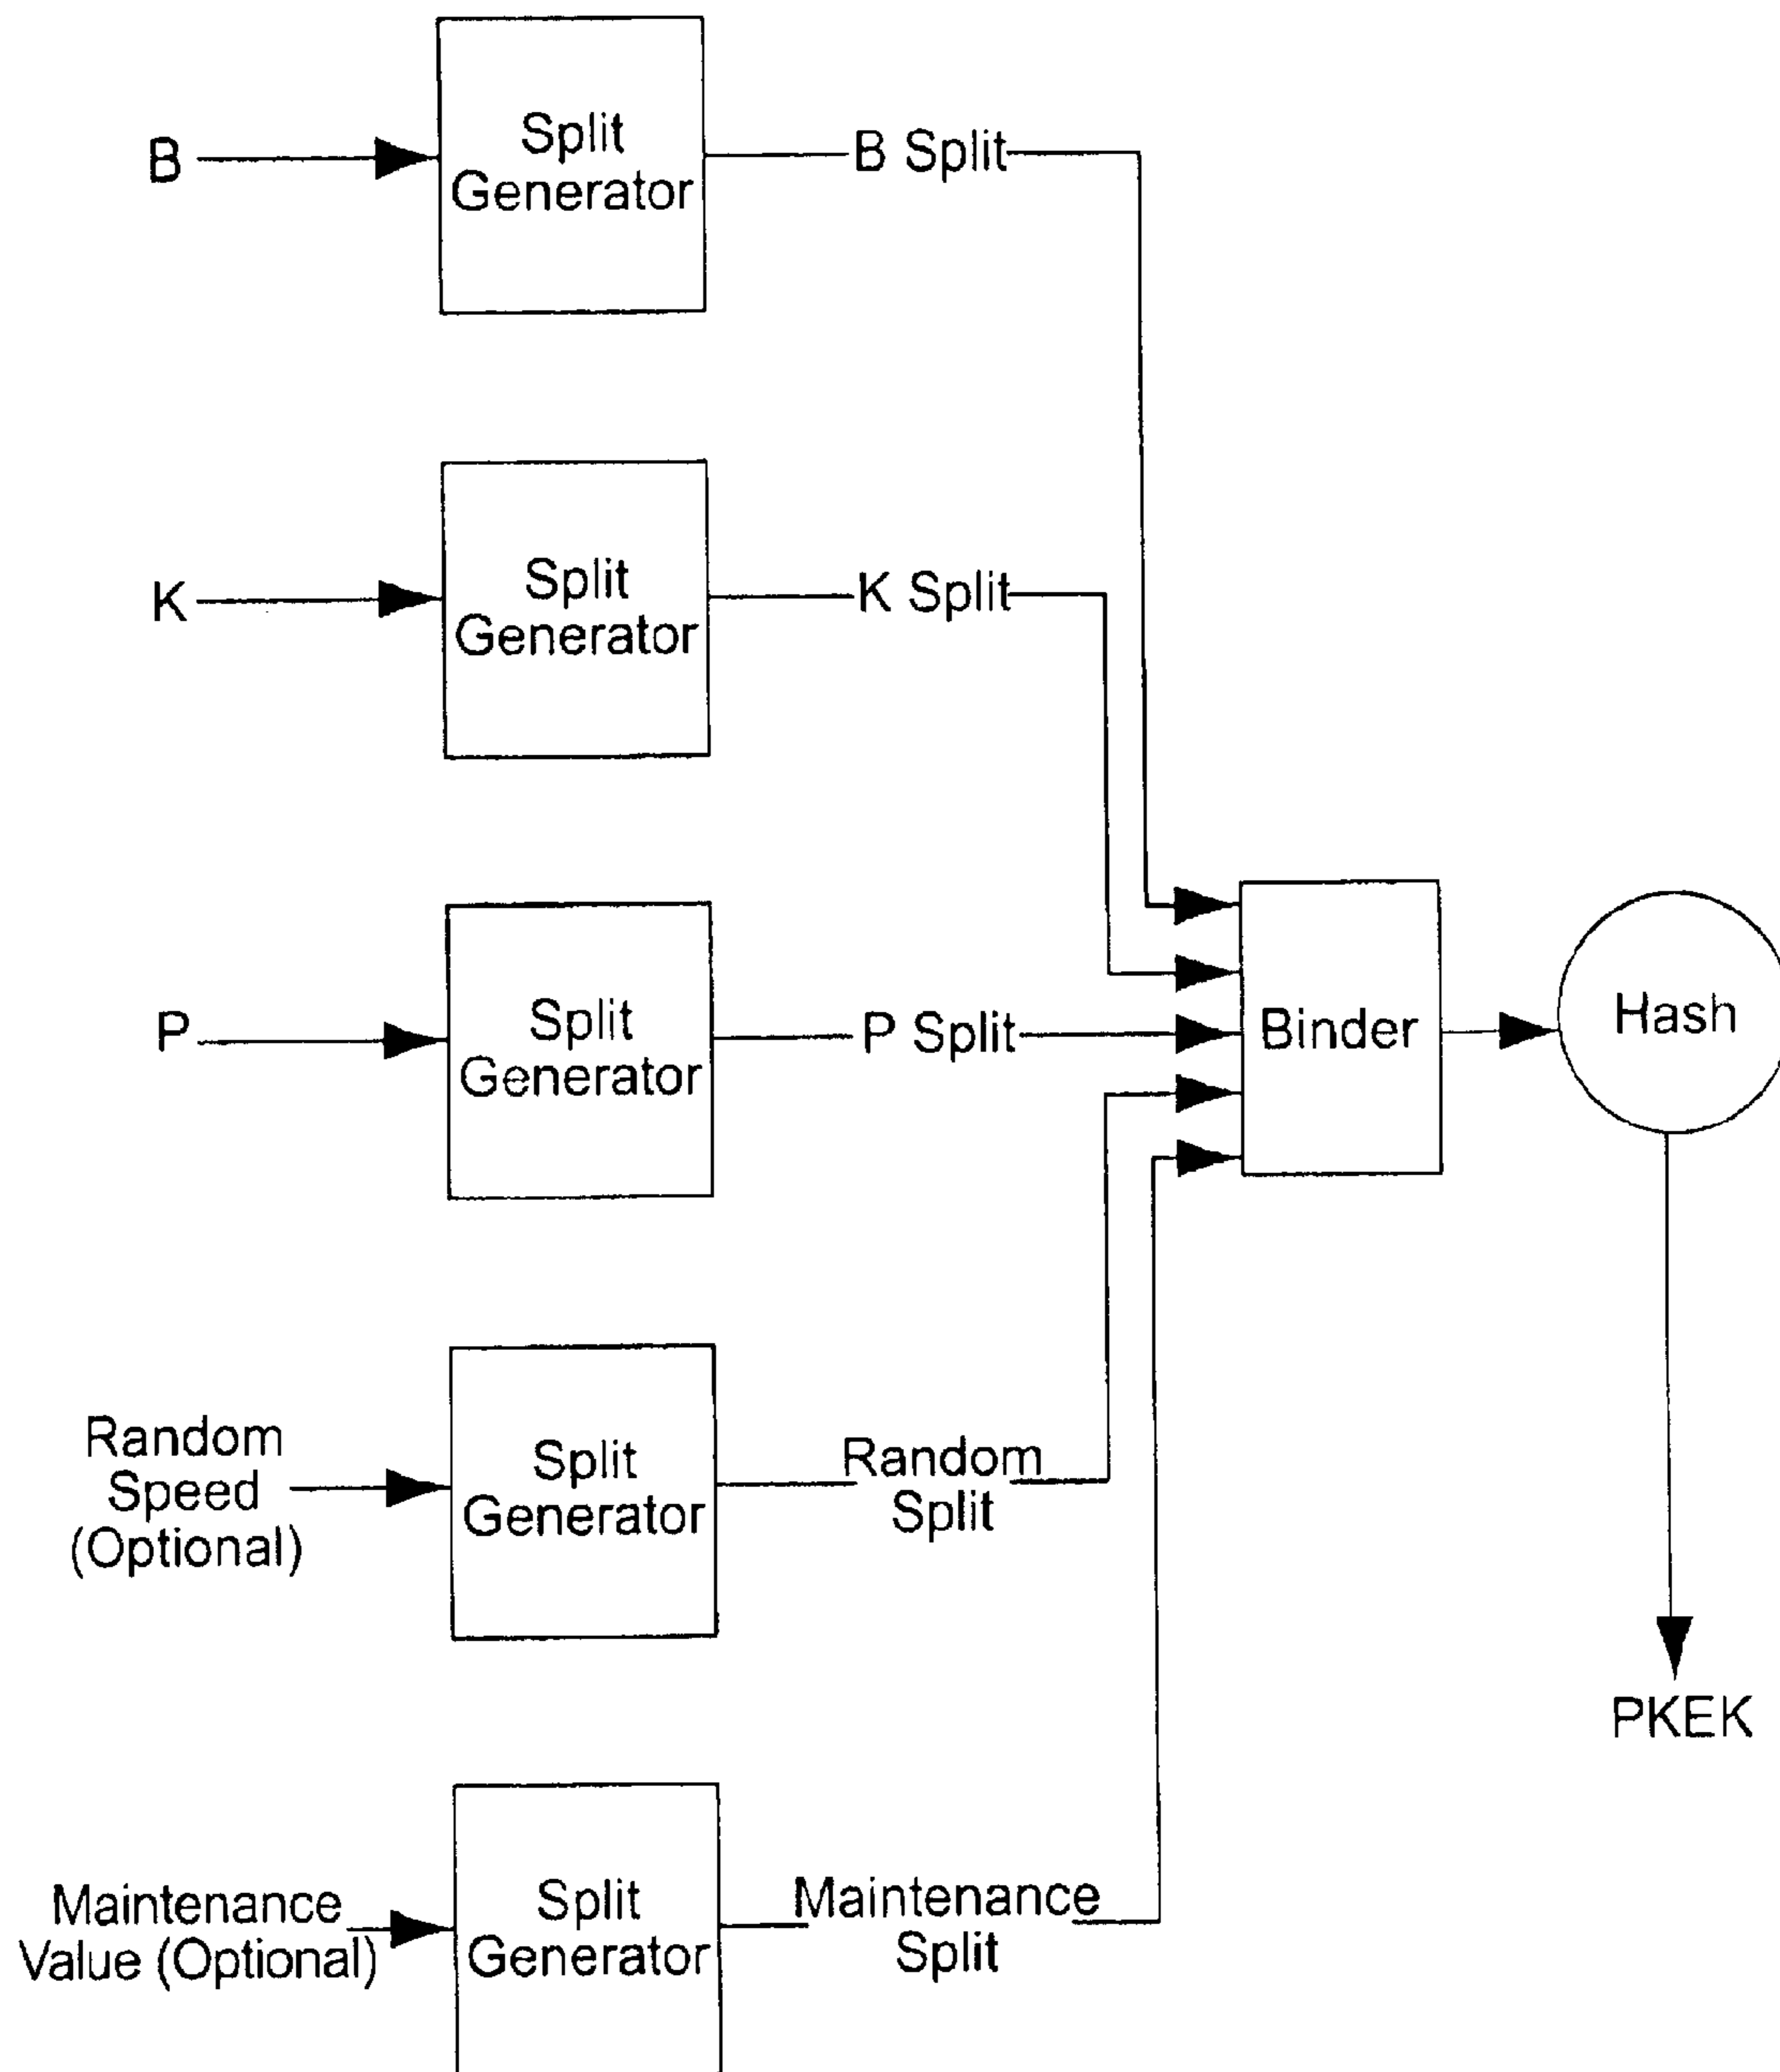 B
Split
Generator
B Split
K
Split
Generator
K Split
P
Split
Generator
P Split
Binder
Hash
Random
Speed
(Optional)
Split
Generator
Random
Split
PKEK
Maintenance
Value (Optional)
Split
Generator
Maintenance
Split